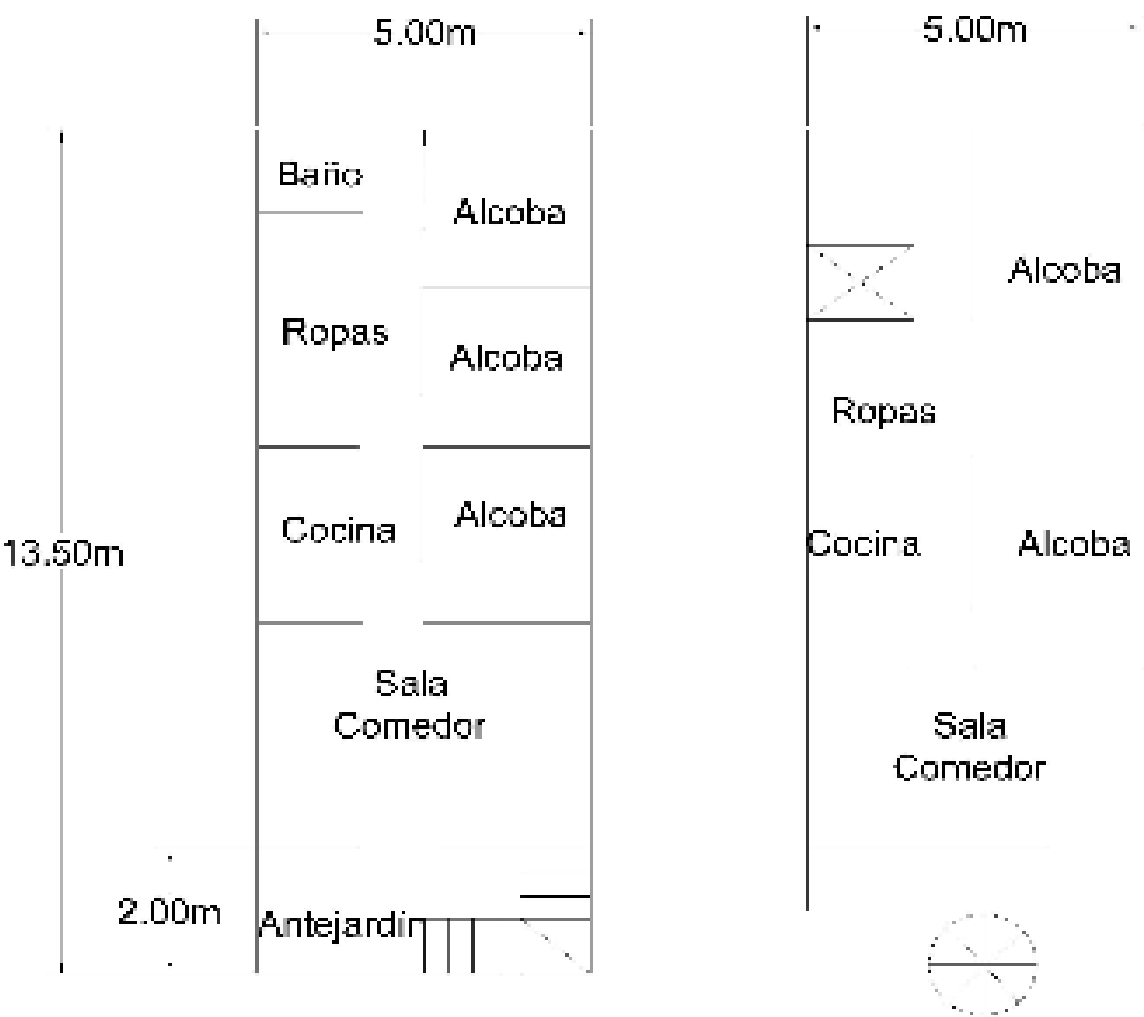 5.00m
5.00m
Baño
Alcoba
Alcoba
Ropas
Alcoba
Ropas
Alcoba
Cocina
Cocina
Alcoba
13.50m
Sala
Comedor
Sala
Comedor
2.00m
Antejardin